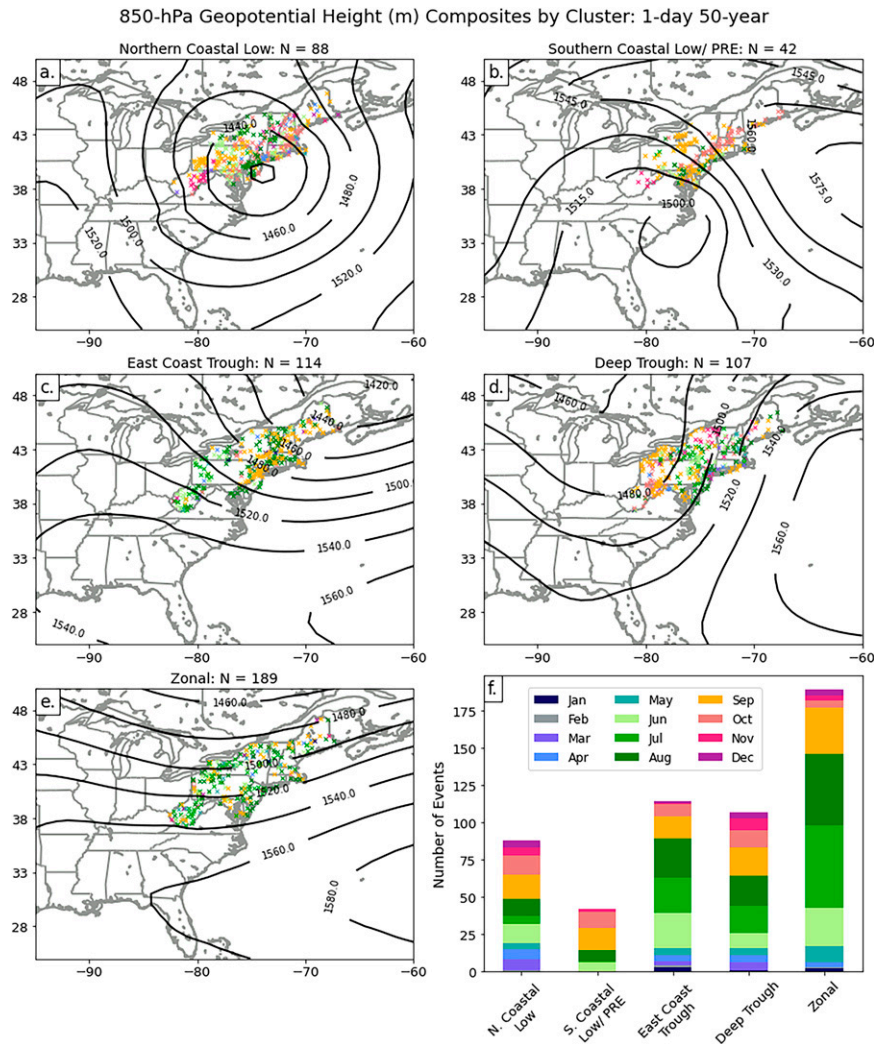 850-hPa Geopotential Height (m) Composites by Cluster: 1-day 50-year
Northern Coastal Low: N = 88
a.
48
43
38
33
28
−90
−80
−70
−60
1440.0
1480.0
1500.0
1520.0
1460.0
1520.0
Southern Coastal Low/ PRE: N = 42
b.
48
43
38
33
28
−90
−80
−70
−60
1545.0
1545.0
1560.0
1575.0
1515.0
1500.0
1530.0
East Coast Trough: N = 114
c.
48
43
38
33
28
−90
−80
−70
−60
1420.0
1440.0
1460.0
1480.0
1500.0
1520.0
1540.0
1560.0
1540.0
Deep Trough: N = 107
d.
48
43
38
33
28
−90
−80
−70
−60
1460.0
1500.0
1540.0
1480.0
1520.0
1560.0
Zonal: N = 189
e.
48
43
38
33
28
−90
−80
−70
−60
1460.0
1480.0
1500.0
1520.0
1540.0
1560.0
1580.0
f.
Number of Events
175
150
125
100
75
50
25
0
Jan
Feb
Mar
Apr
May
Jun
Jul
Aug
Sep
Oct
Nov
Dec
N. Coastal
Low
S. Coastal
Low/ PRE
East Coast
Trough
Deep Trough
Zonal